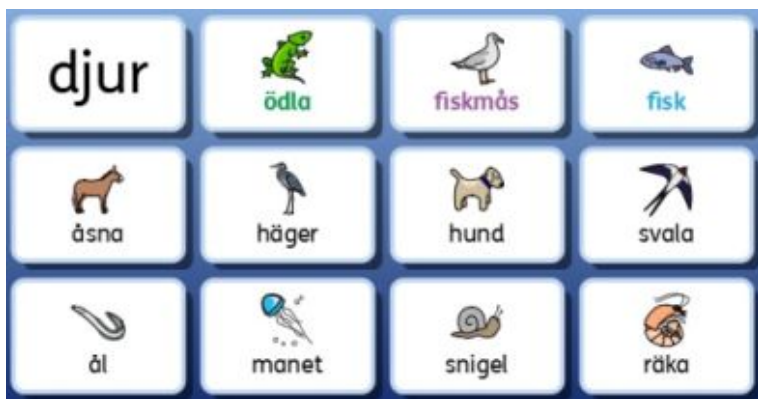 djur
ödla
fiskmås
fisk
åsna
häger
hund
svala
ål
manet
snigel
räka